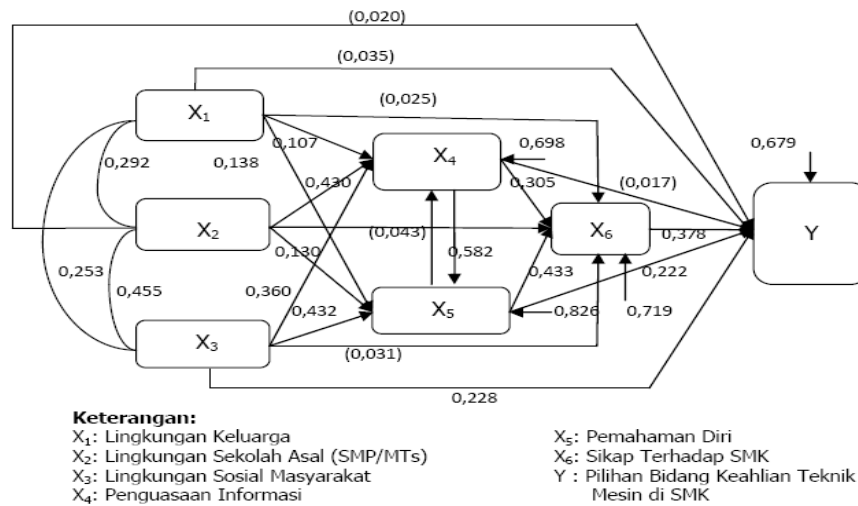 (0,020)
(0,035)
(0,025)
X₁
0,107
0,698
0,679
0,292
0,138
X₄
0,430
0,305
(0,017)
X₂
(0,043)
X₆
0,378
Y
0,130
0,582
0,253
0,455
0,360
0,433
0,222
0,432
X₅
0,826
0,719
X₃
(0,031)
0,228
Keterangan:
X₁: Lingkungan Keluarga
X₂: Lingkungan Sekolah Asal (SMP/MTs)
X₃: Lingkungan Sosial Masyarakat
X₄: Penguasaan Informasi
X₅: Pemahaman Diri
X₆: Sikap Terhadap SMK
Y : Pilihan Bidang Keahlian Teknik
Mesin di SMK